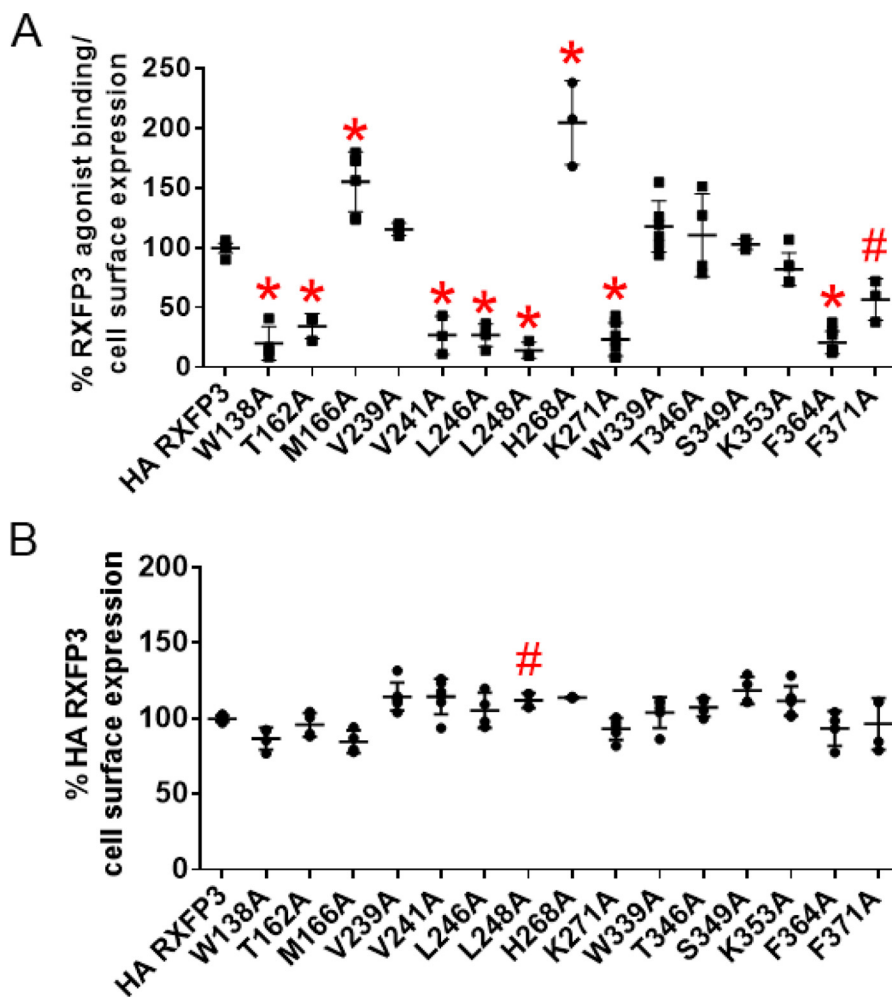 A
% RXFP3 agonist binding/
cell surface expression
250
200
150
100
50
0
*
*
*
*
*
*
*
*
*
#
HA RXFP3
W138A
T162A
M166A
V239A
V241A
L246A
L248A
H268A
K271A
W339A
T346A
S349A
K353A
F364A
F371A
B
% HA RXFP3
cell surface expression
200
150
100
50
0
#
HA RXFP3
W138A
T162A
M166A
V239A
V241A
L246A
L248A
H268A
K271A
W339A
T346A
S349A
K353A
F364A
F371A